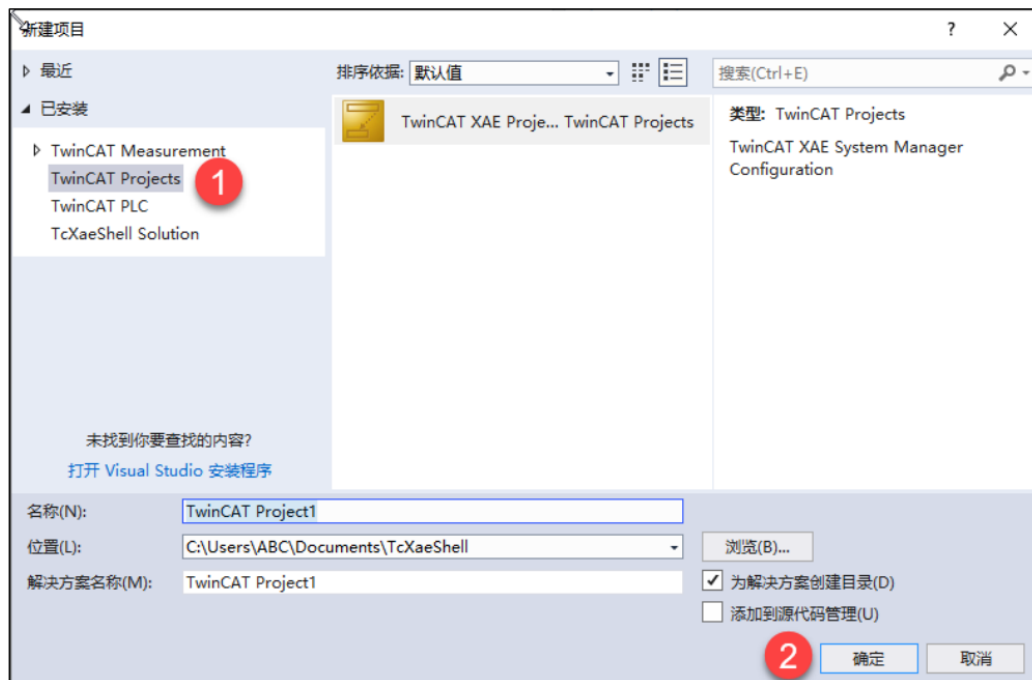 新建项目
?
最近
排序依据: 默认值
搜索(Ctrl+E)
已安装
TwinCAT Measurement
TwinCAT Projects
1
TwinCAT PLC
TcXaeShell Solution
TwinCAT XAE Proje... TwinCAT Projects
类型: TwinCAT Projects
TwinCAT XAE System Manager
Configuration
未找到你要查找的内容?
打开 Visual Studio 安装程序
名称(N): TwinCAT Project1
位置(L): C:\Users\ABC\Documents\TcXaeShell
浏览(B)...
解决方案名称(M): TwinCAT Project1
为解决方案创建目录(D)
添加到源代码管理(U)
2
确定
取消